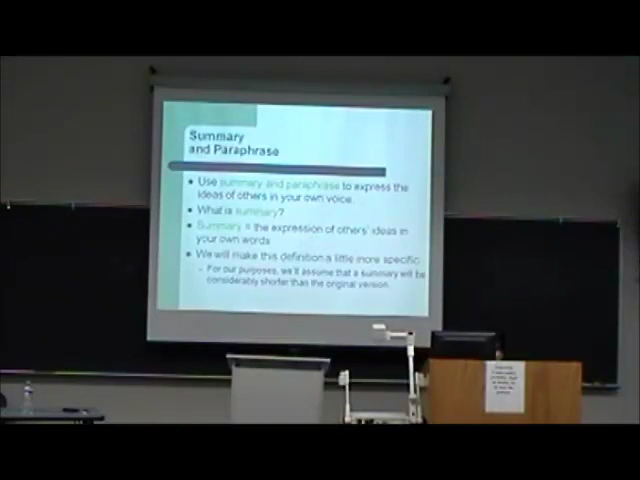 Summary
and Paraphrase
Use summary and paraphrase to express the
ideas of others in your own voice.
What is summary?
Summary = the expression of others' ideas in
your own words
We will make this definition a little more specific:
– For our purposes, we'll assume that a summary will be
considerably shorter than the original version.